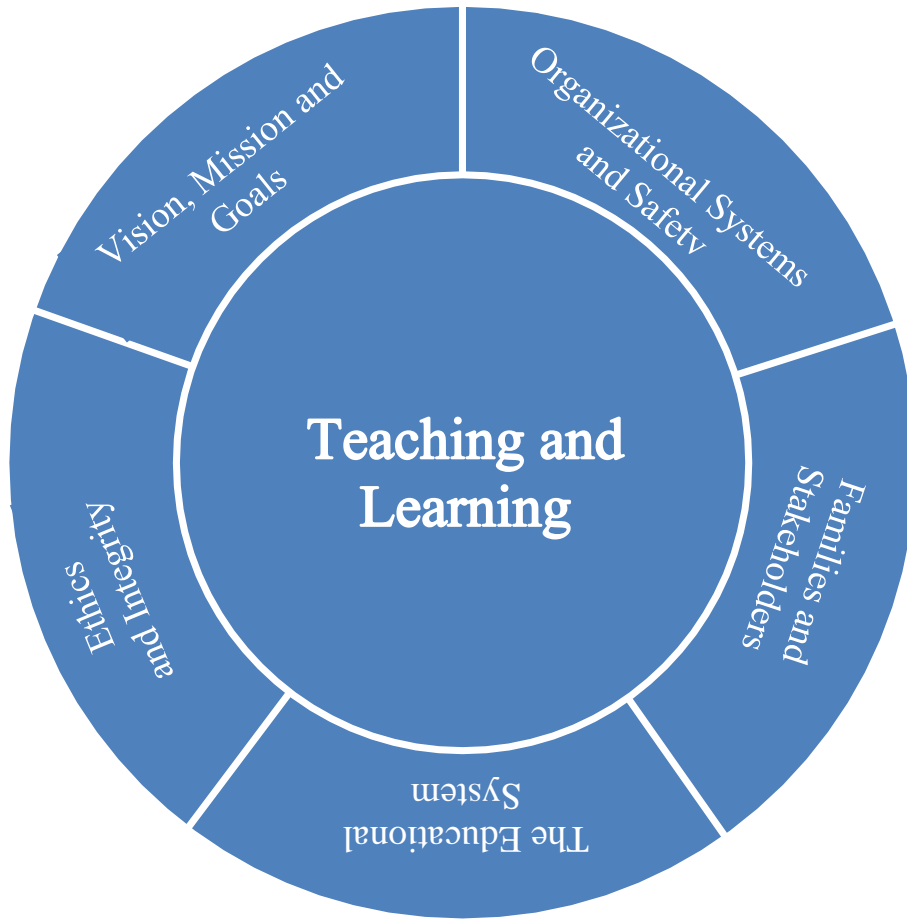 Vision, Mission and
Goals
Organizational Systems
and Safety
Families and
Stakeholders
The Educational
System
Ethics
and Integrity
Teaching and
Learning